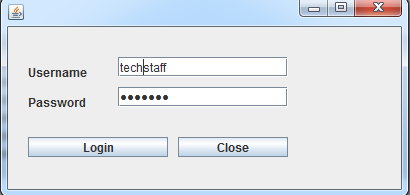 Username techstaff
Password •••••••
Login Close